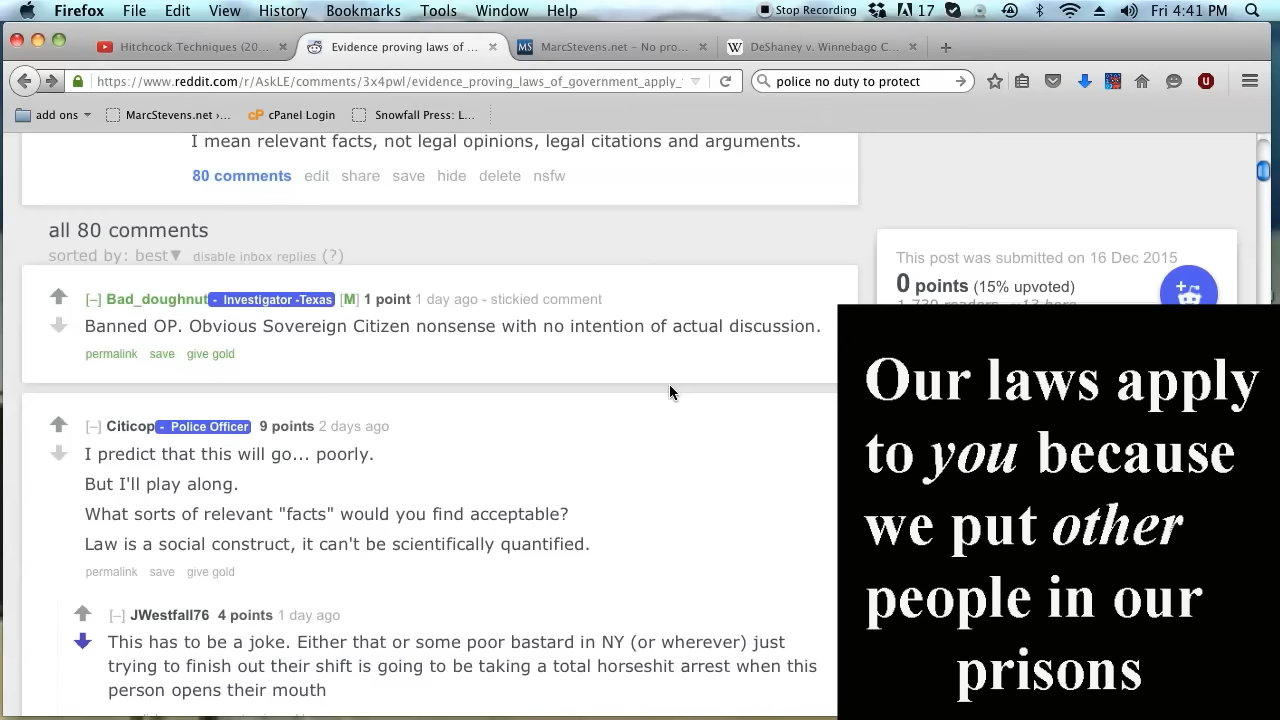 Firefox File Edit View History Bookmarks Tools Window Help Stop Recording 17 Fri 4:41 PM
Hitchcock Techniques (20... × Evidence proving laws of ... × MarcStevens.net – No pro... × DeShaney v. Winnebago C... ×
https://www.reddit.com/r/AskLE/comments/3x4pwl/evidence_proving_laws_of_government_apply_ police no duty to protect
add ons MarcStevens.net ›... cPanel Login Snowfall Press: L...
I mean relevant facts, not legal opinions, legal citations and arguments.
80 comments edit share save hide delete nsfw
all 80 comments
sorted by: best▼ disable inbox replies (?)
This post was submitted on 16 Dec 2015
0 points (15% upvoted)
[–] Bad_doughnut - Investigator -Texas [M] 1 point 1 day ago - stickied comment
Banned OP. Obvious Sovereign Citizen nonsense with no intention of actual discussion.
permalink save give gold
[–] Citicop - Police Officer 9 points 2 days ago
I predict that this will go... poorly.
But I'll play along.
What sorts of relevant "facts" would you find acceptable?
Law is a social construct, it can't be scientifically quantified.
permalink save give gold
[–] JWestfall76 4 points 1 day ago
This has to be a joke. Either that or some poor bastard in NY (or wherever) just
trying to finish out their shift is going to be taking a total horseshit arrest when this
person opens their mouth
Our laws apply
to you because
we put other
people in our
prisons